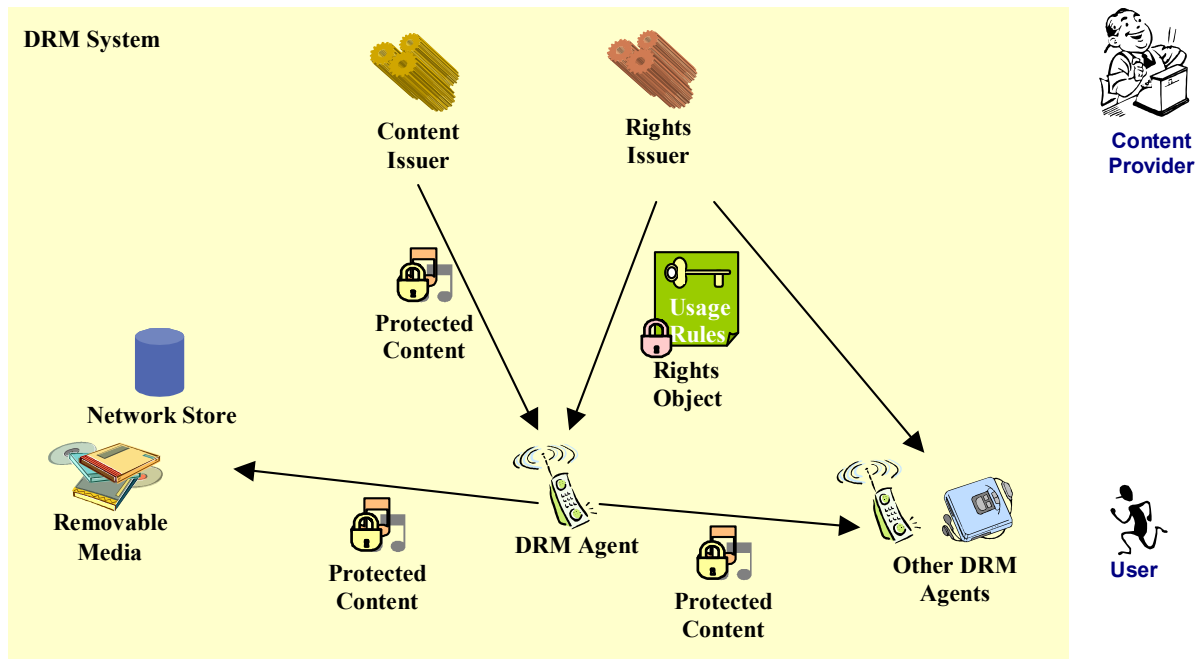 DRM System
Content
Issuer
Rights
Issuer
Content
Provider
Protected
Content
Usage
Rules
Rights
Object
Network Store
Removable
Media
Protected
Content
DRM Agent
Protected
Content
Other DRM
Agents
User